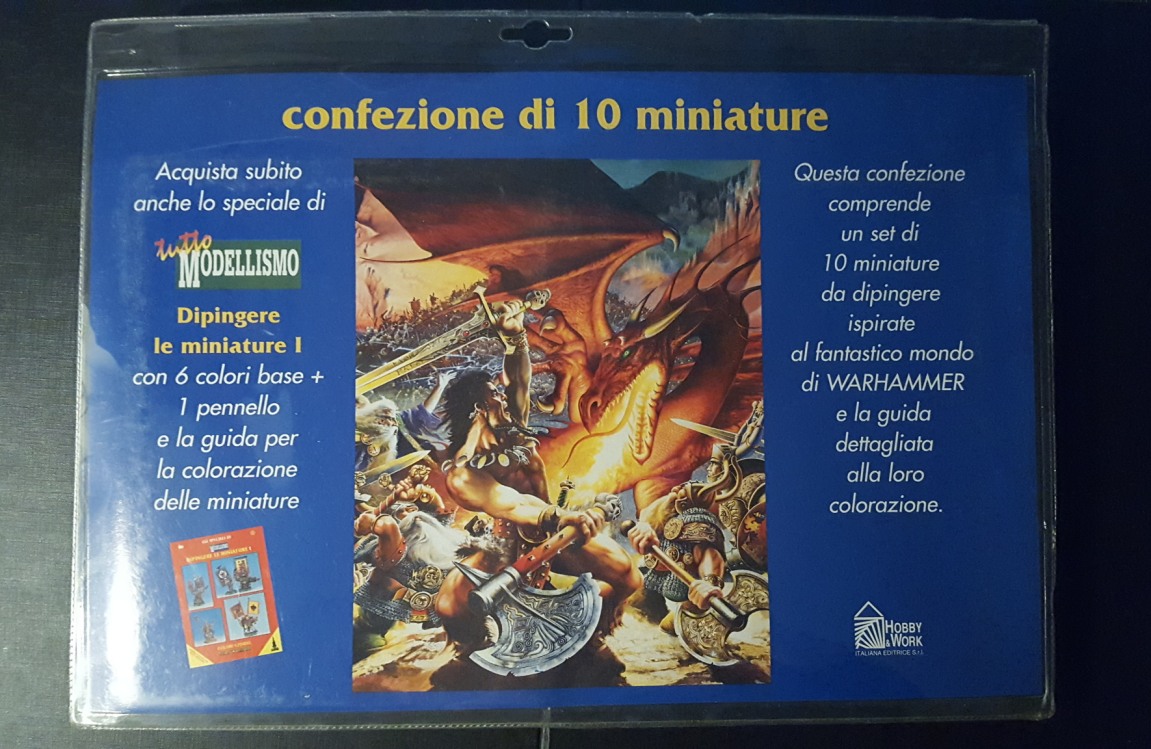 confezione di 10 miniature
Acquista subito
anche lo speciale di
tutto
MODELLISMO
Dipingere
le miniature I
con 6 colori base +
1 pennello
e la guida per
la colorazione
delle miniature
Questa confezione
comprende
un set di
10 miniature
da dipingere
ispirate
al fantastico mondo
di WARHAMMER
e la guida
dettagliata
alla loro
colorazione.
HOBBY
& WORK
ITALIANA EDITRICE S.r.l.